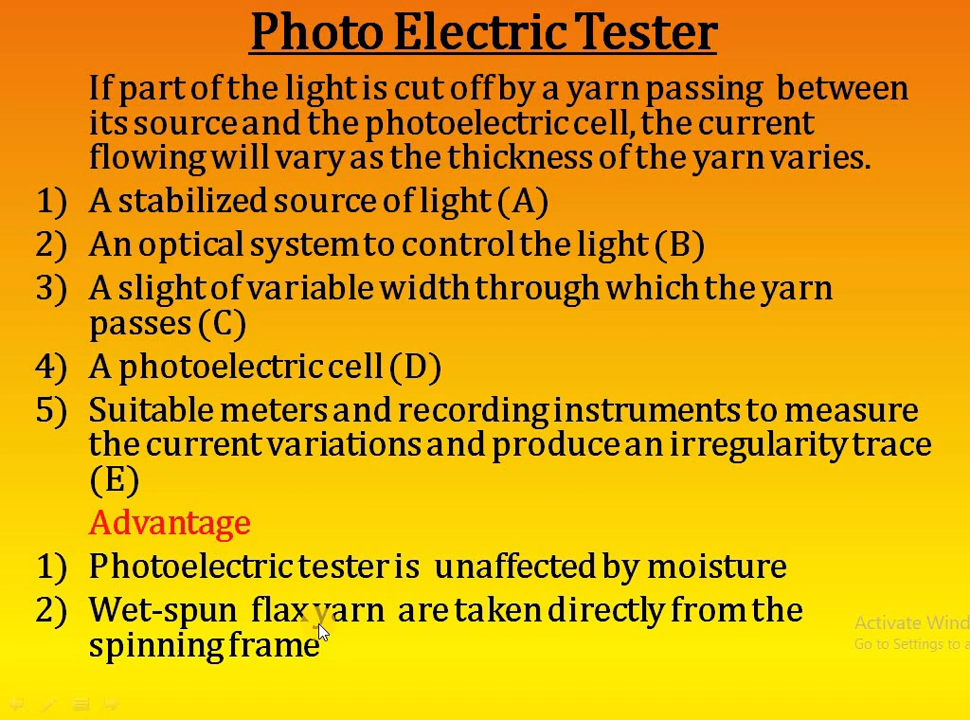 Photo Electric Tester
If part of the light is cut off by a yarn passing between
its source and the photoelectric cell, the current
flowing will vary as the thickness of the yarn varies.
1) A stabilized source of light (A)
2) An optical system to control the light (B)
3) A slight of variable width through which the yarn
passes (C)
4) A photoelectric cell (D)
5) Suitable meters and recording instruments to measure
the current variations and produce an irregularity trace
(E)
Advantage
1) Photoelectric tester is unaffected by moisture
2) Wet-spun flax yarn are taken directly from the
spinning frame
Activate Wind
Go to Settings to a